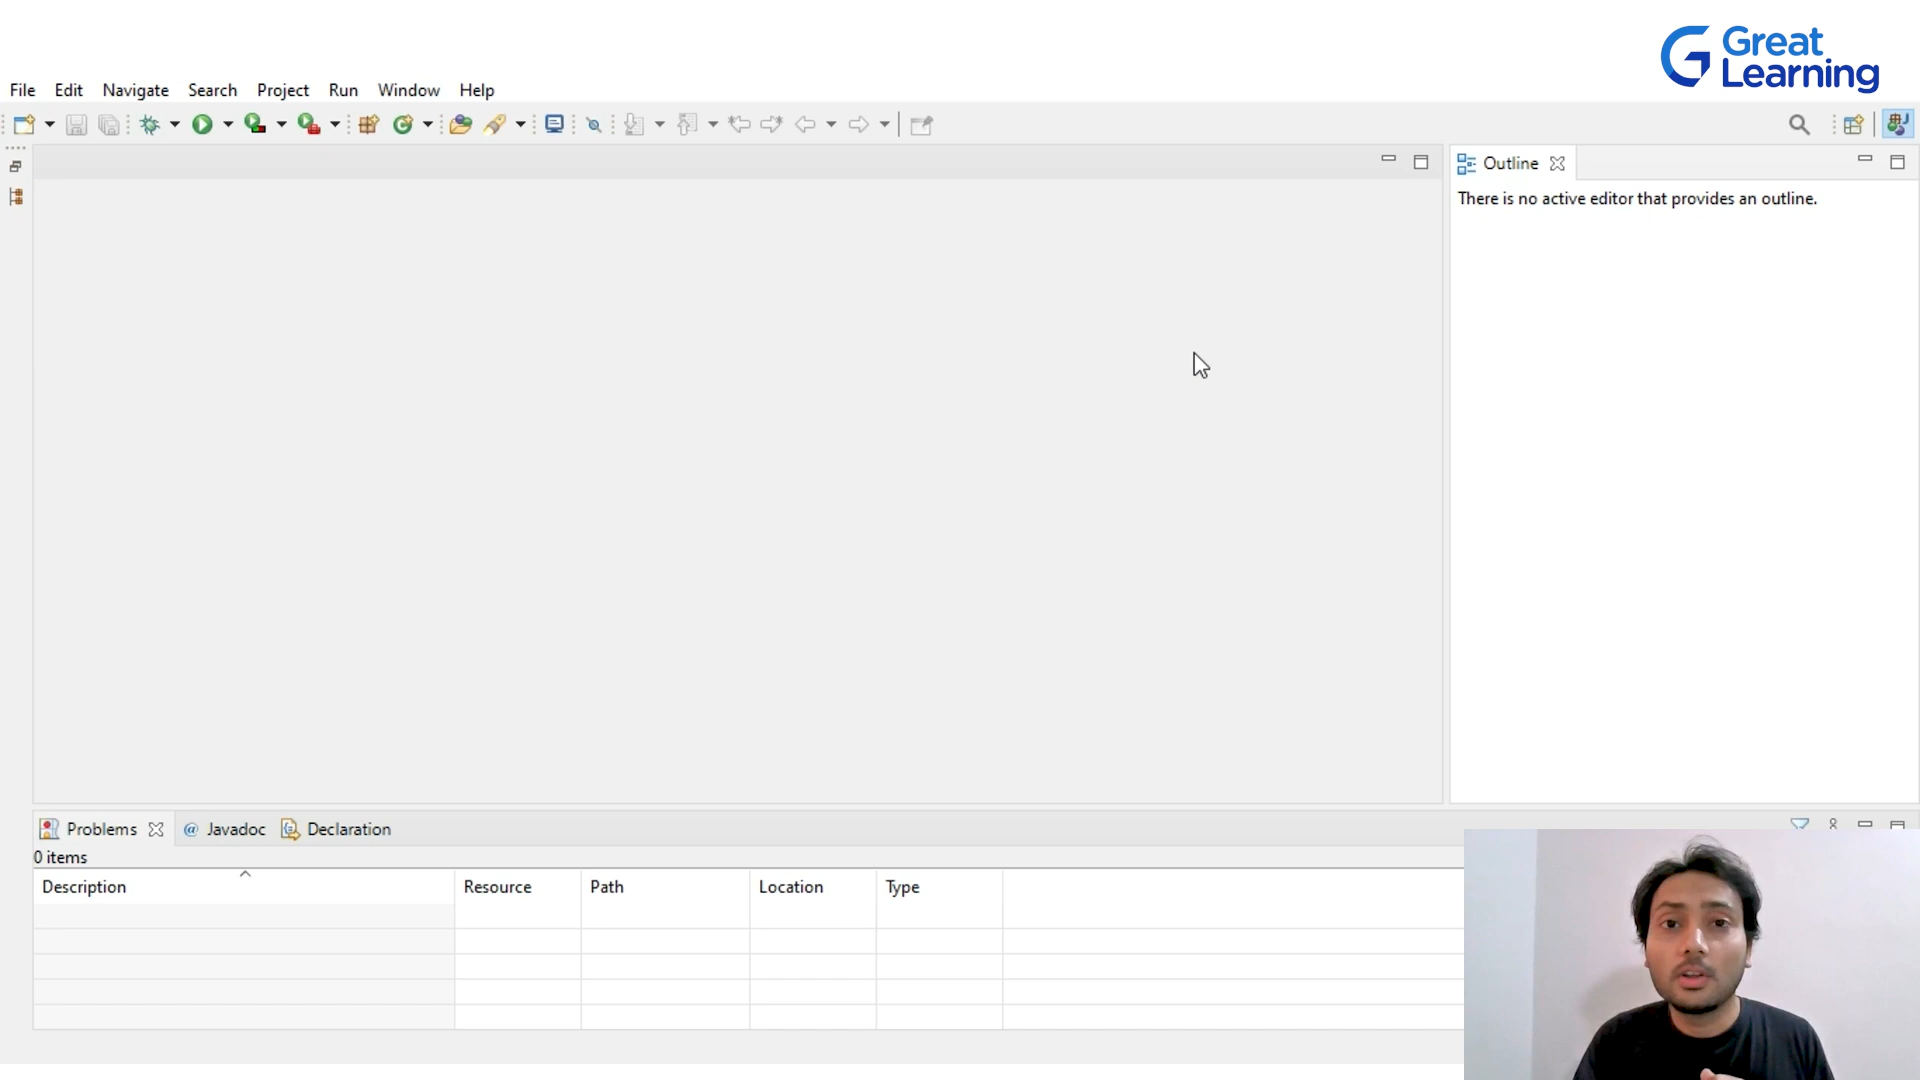 Great
Learning
File Edit Navigate Search Project Run Window Help
Outline
There is no active editor that provides an outline.
Problems @ Javadoc Declaration
0 items
Description Resource Path Location Type